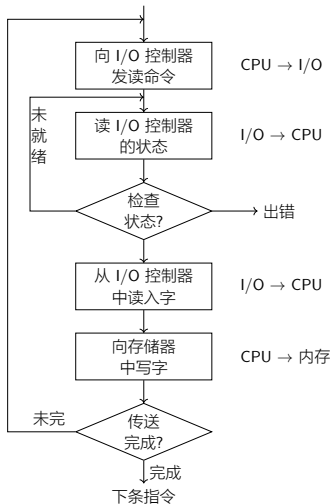 向 I/O 控制器
发读命令
CPU → I/O
未
就
绪
读 I/O 控制器
的状态
I/O → CPU
检查
状态?
出错
从 I/O 控制器
中读入字
I/O → CPU
向存储器
中写字
CPU → 内存
未完
传送
完成?
完成
下条指令